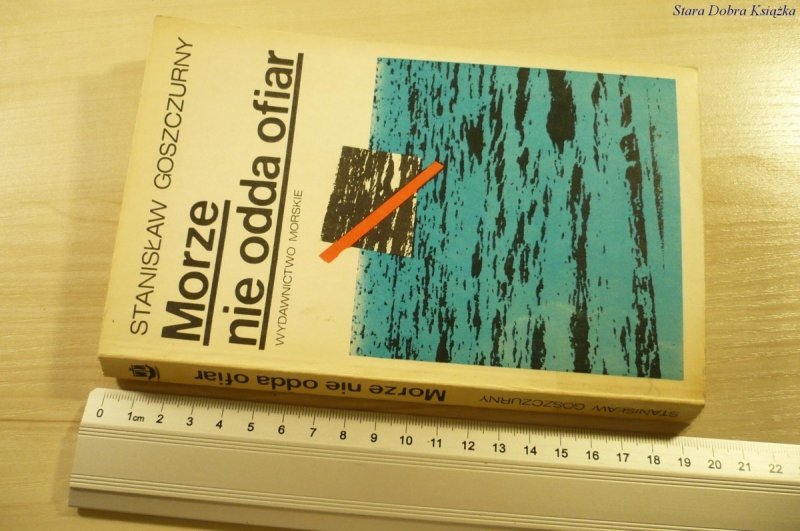 Stara Dobra Książka
STANISŁAW GOSZCZURNY
Morze
nie odda ofiar
WYDAWNICTWO MORSKIE
Morze nie odda ofiar
STANISŁAW GOSZCZURNY
0 1cm 2 3 4 5 6 7 8 9 10 11 12 13 14 15 16 17 18 19 20 21 22